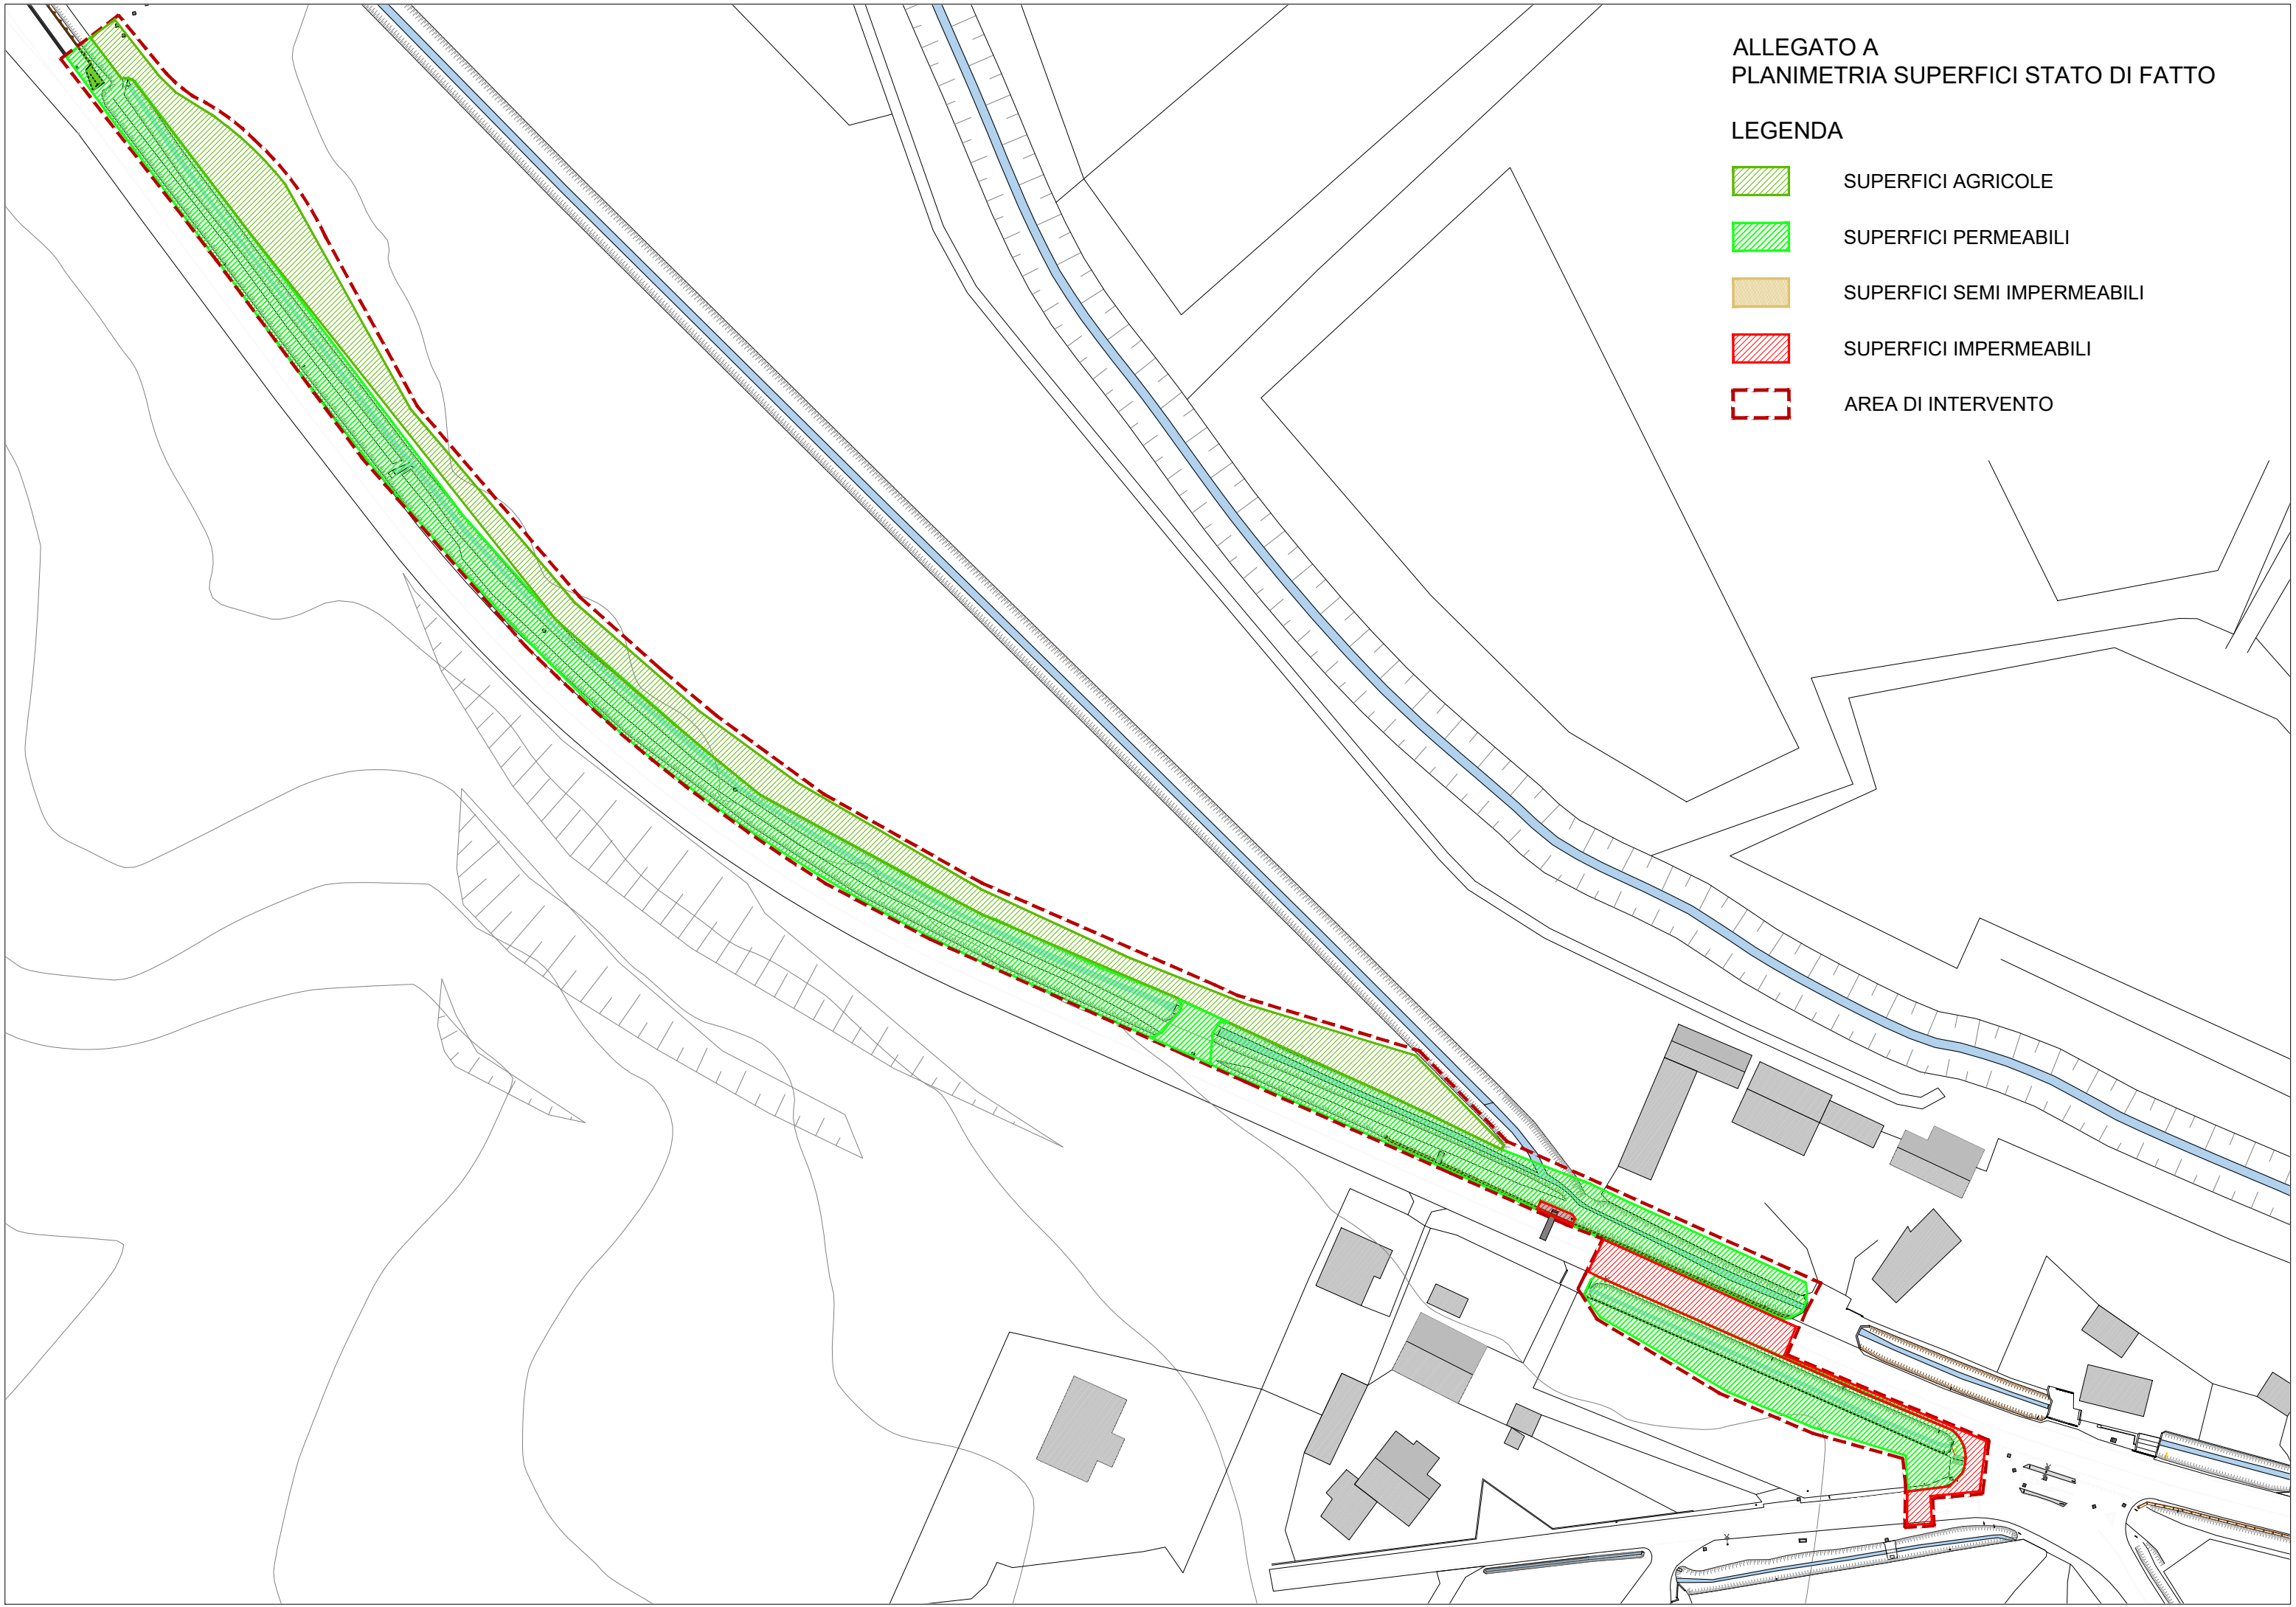 ALLEGATO A
PLANIMETRIA SUPERFICI STATO DI FATTO
LEGENDA
SUPERFICI AGRICOLE
SUPERFICI PERMEABILI
SUPERFICI SEMI IMPERMEABILI
SUPERFICI IMPERMEABILI
AREA DI INTERVENTO